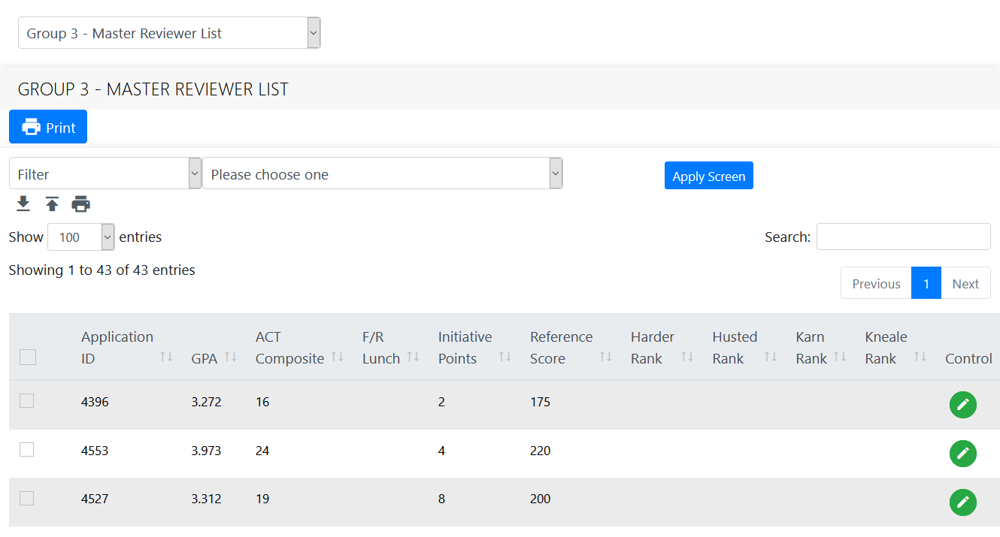 Group 3 - Master Reviewer List
GROUP 3 - MASTER REVIEWER LIST
Print
Filter Please choose one Apply Screen
Show 100 entries Search:
Showing 1 to 43 of 43 entries
Previous 1 Next
Application ACT F/R Initiative Reference Harder Husted Karn Kneale
ID GPA Composite Lunch Points Score Rank Rank Rank Rank Control
4396 3.272 16 2 175
4553 3.973 24 4 220
4527 3.312 19 8 200